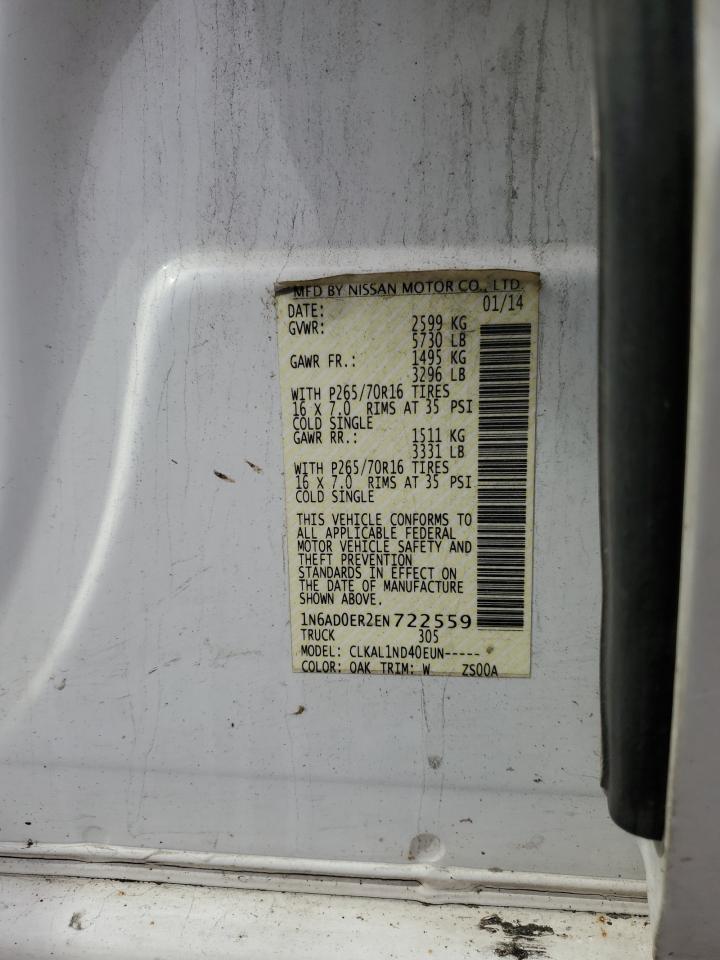 MFD BY NISSAN MOTOR CO., LTD.
DATE: 01/14
GVWR: 2599 KG
5730 LB
GAWR FR.: 1495 KG
3296 LB
WITH P265/70R16 TIRES
16 X 7.0 RIMS AT 35 PSI
COLD SINGLE
GAWR RR.: 1511 KG
3331 LB
WITH P265/70R16 TIRES
16 X 7.0 RIMS AT 35 PSI
COLD SINGLE
THIS VEHICLE CONFORMS TO
ALL APPLICABLE FEDERAL
MOTOR VEHICLE SAFETY AND
THEFT PREVENTION
STANDARDS IN EFFECT ON
THE DATE OF MANUFACTURE
SHOWN ABOVE.
1N6AD0ER2EN722559
TRUCK 305
MODEL: CLKAL1ND40EUN-----
COLOR: QAK TRIM: W ZS00A